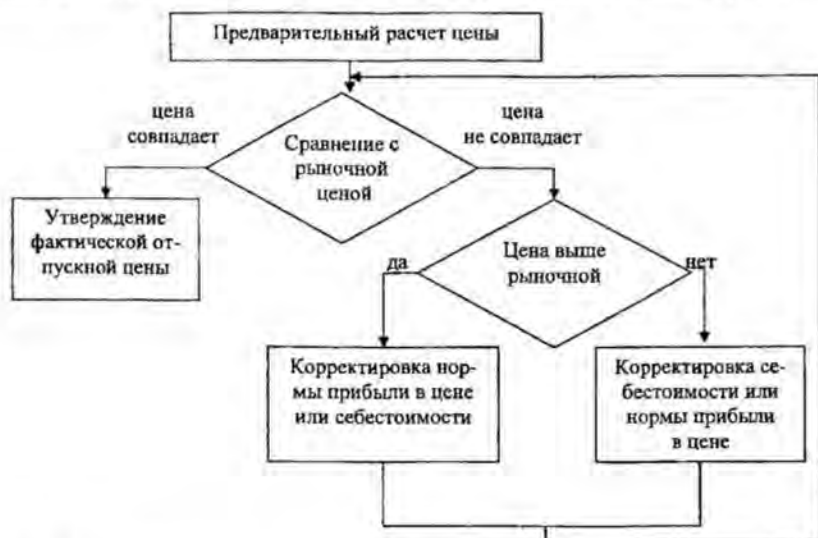 Предварительный расчет цены
цена
совпадает
цена
не совпадает
Сравнение с
рыночной
ценой
Утверждение
фактической от-
пускной цены
Цена выше
рыночной
да
нет
Корректировка нор-
мы прибыли в цене
или себестоимости
Корректировка се-
бестоимости или
нормы прибыли
в цене